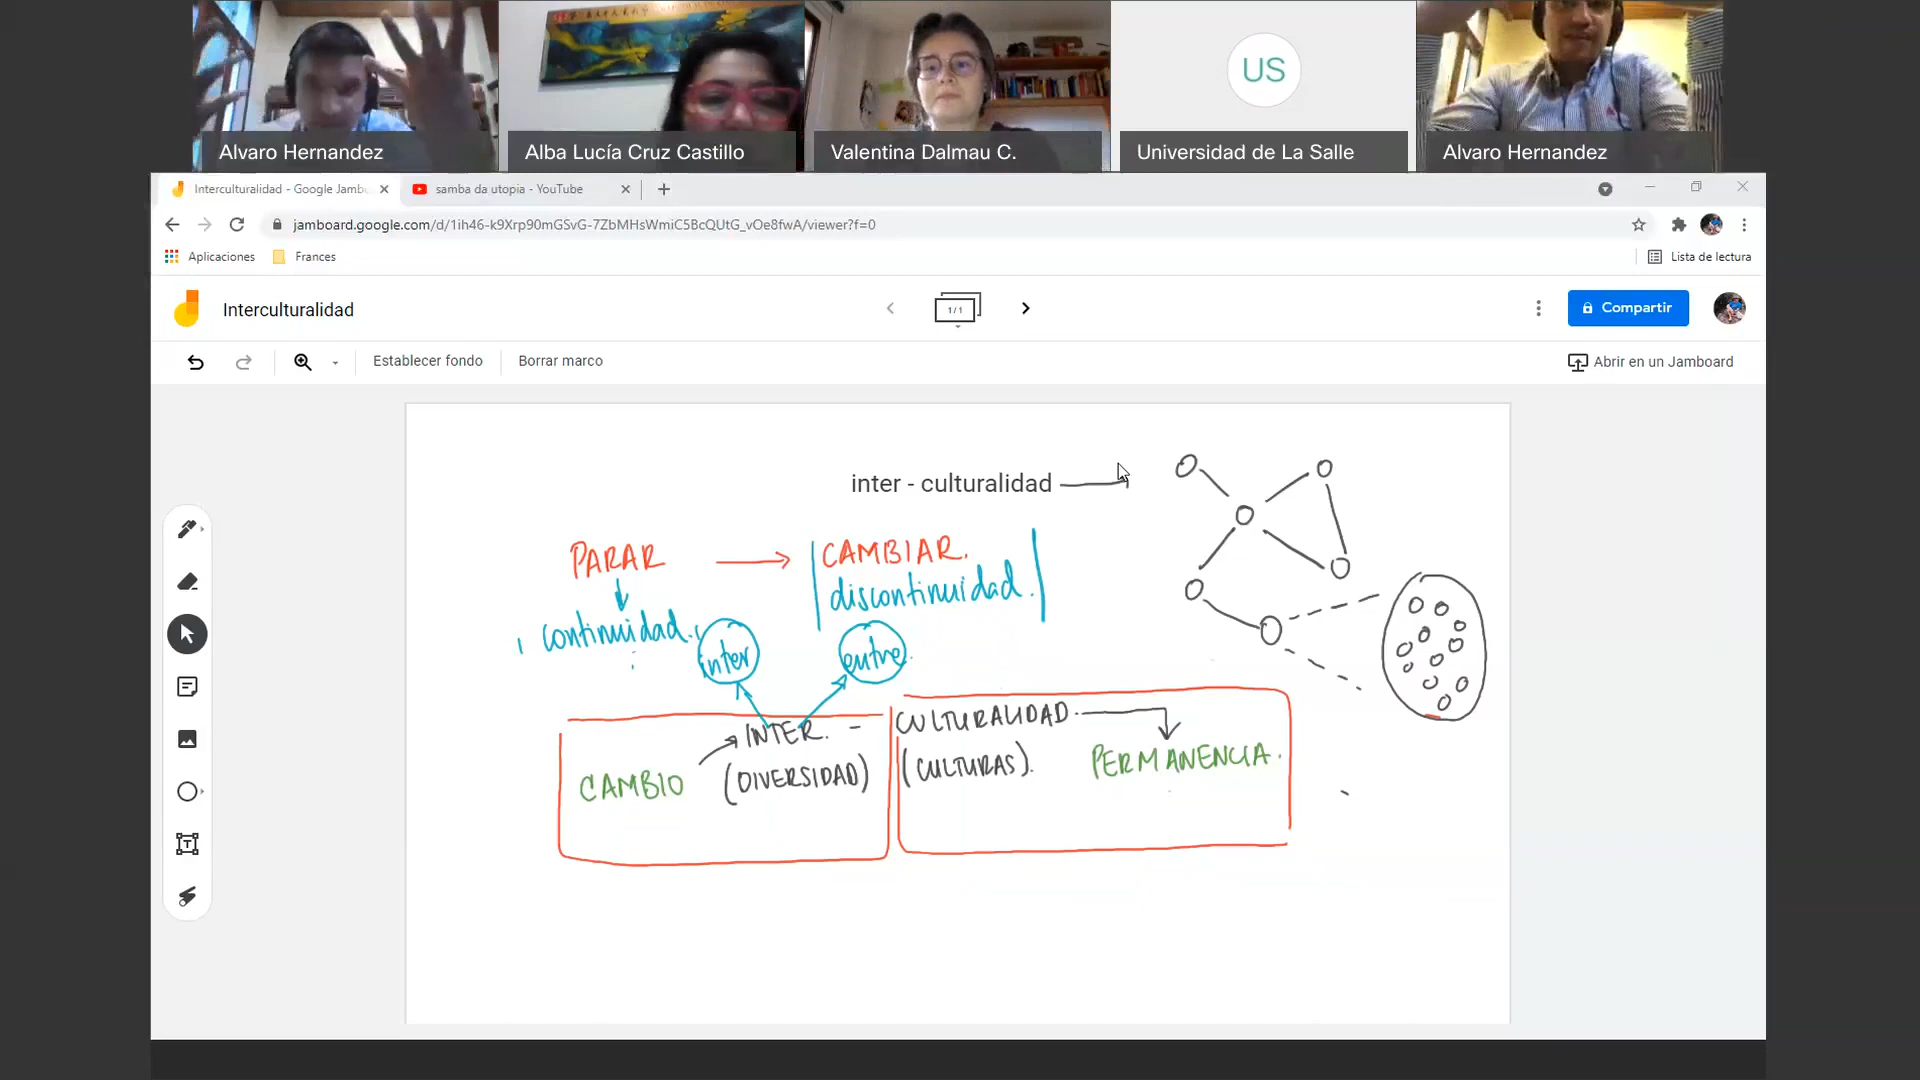 Alvaro Hernandez
Alba Lucía Cruz Castillo
Valentina Dalmau C.
US
Universidad de La Salle
Alvaro Hernandez
Interculturalidad - Google Jambo
samba da utopia - YouTube
jamboard.google.com/d/1ih46-k9Xrp90mGSvG-7ZbMHsWmiC5BcQUtG_vOe8fwA/viewer?f=0
Aplicaciones
Frances
Lista de lectura
Interculturalidad
1/1
Compartir
Establecer fondo
Borrar marco
Abrir en un Jamboard
inter - culturalidad
PARAR
CAMBIAR.
continuidad.
discontinuidad.
inter
entre
INTER. -
CULTURALIDAD
CAMBIO
(DIVERSIDAD)
(CULTURAS).
PERMANENCIA.